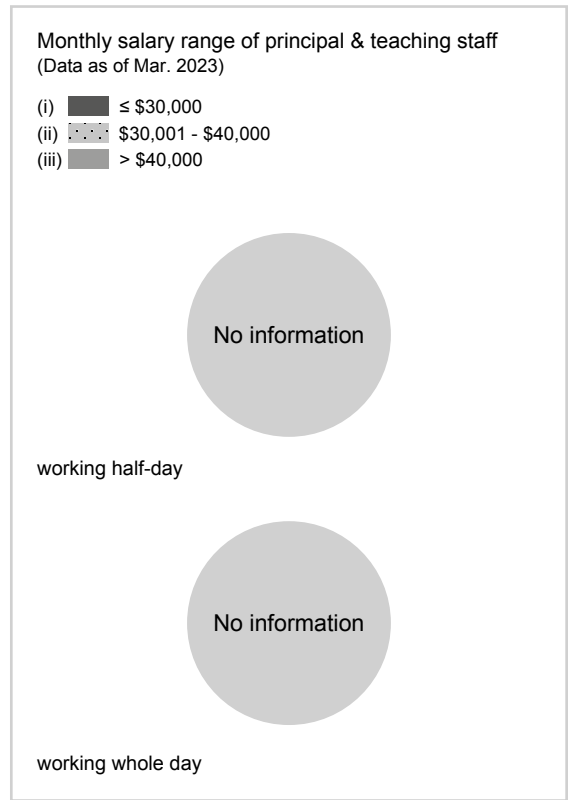 Monthly salary range of principal & teaching staff
(Data as of Mar. 2023)
(i) ≤ $30,000
(ii) $30,001 - $40,000
(iii) > $40,000
No information
working half-day
No information
working whole day